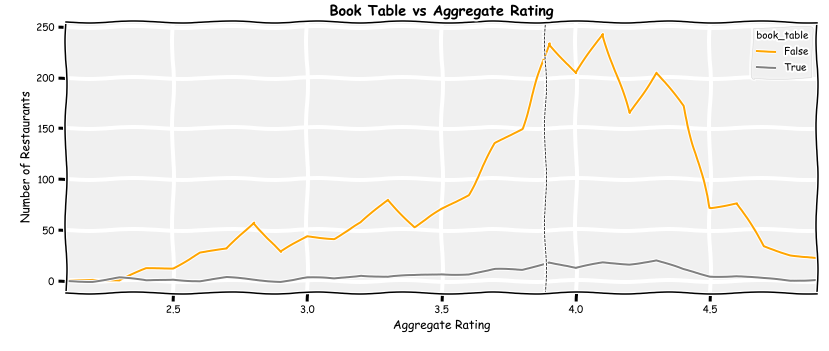 Book Table vs Aggregate Rating
250
200
150
100
50
0
Number of Restaurants
book_table
False
True
2.5 3.0 3.5 4.0 4.5
Aggregate Rating